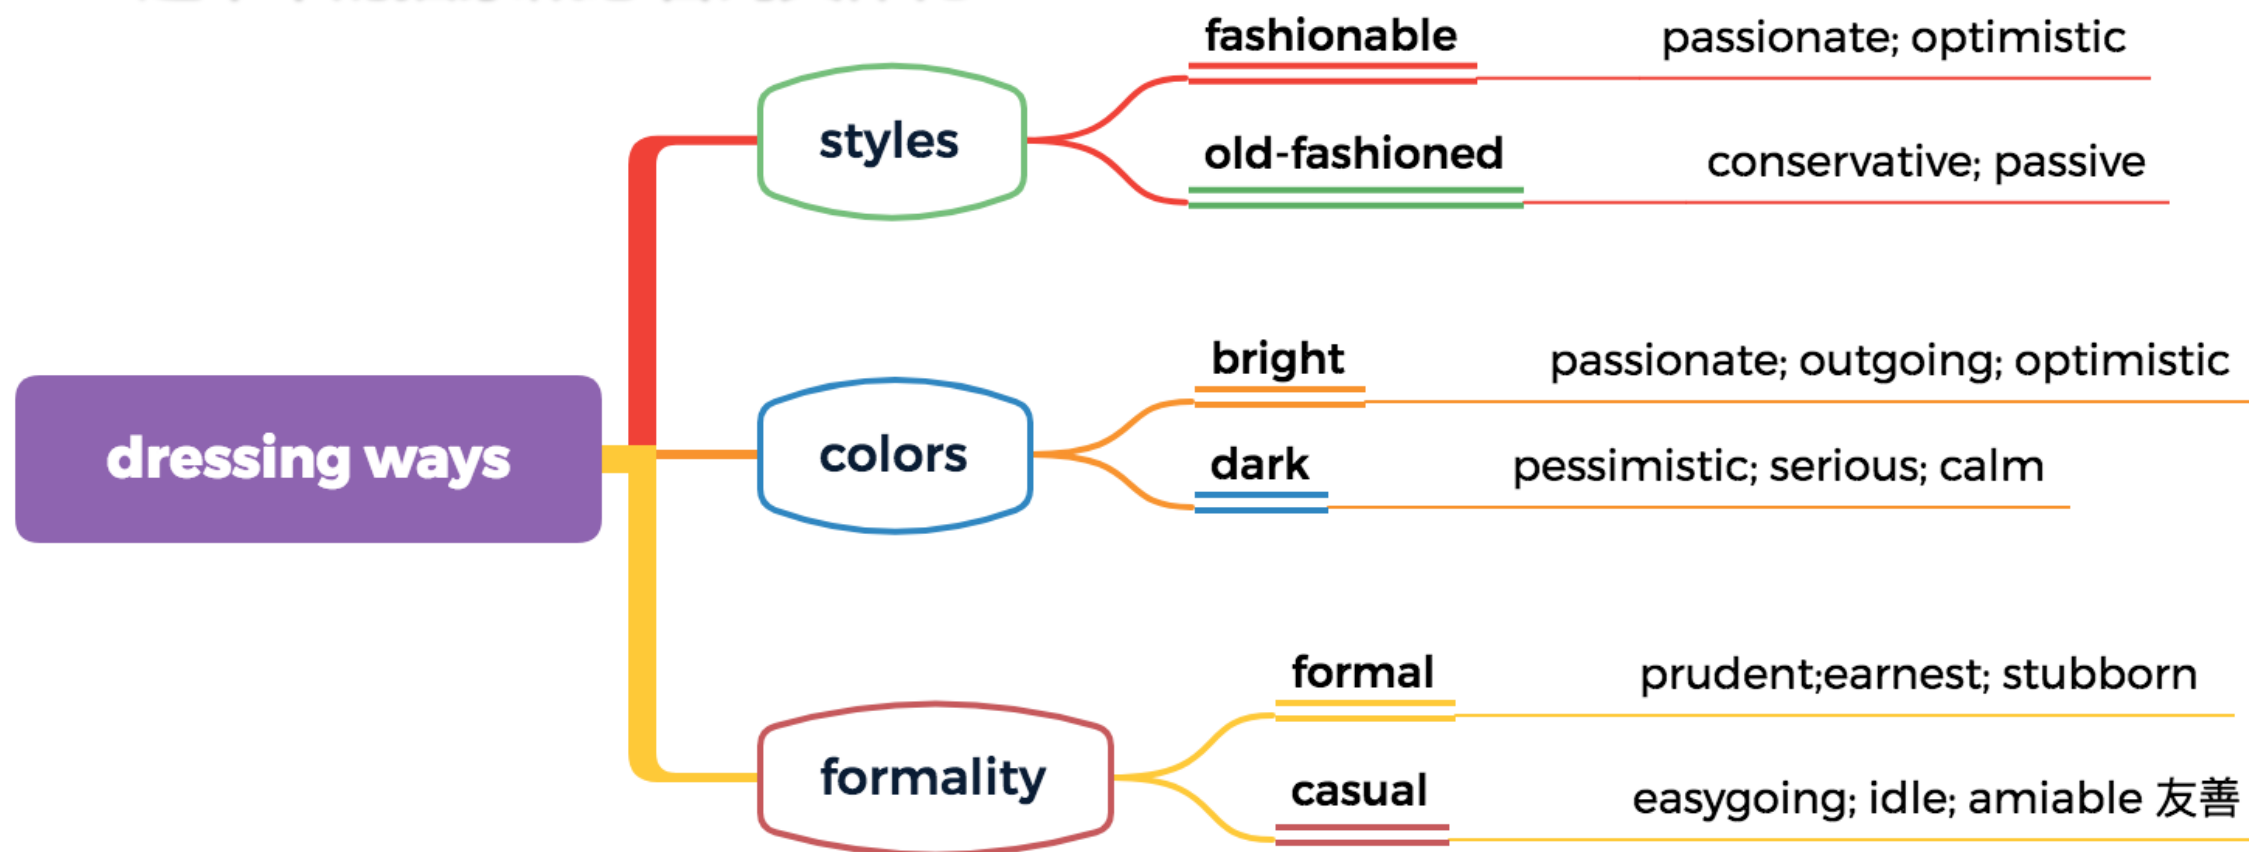 fashionable passionate; optimistic
styles
old-fashioned conservative; passive
bright passionate; outgoing; optimistic
dressing ways colors
dark pessimistic; serious; calm
formal prudent;earnest; stubborn
formality
casual easygoing; idle; amiable 友善